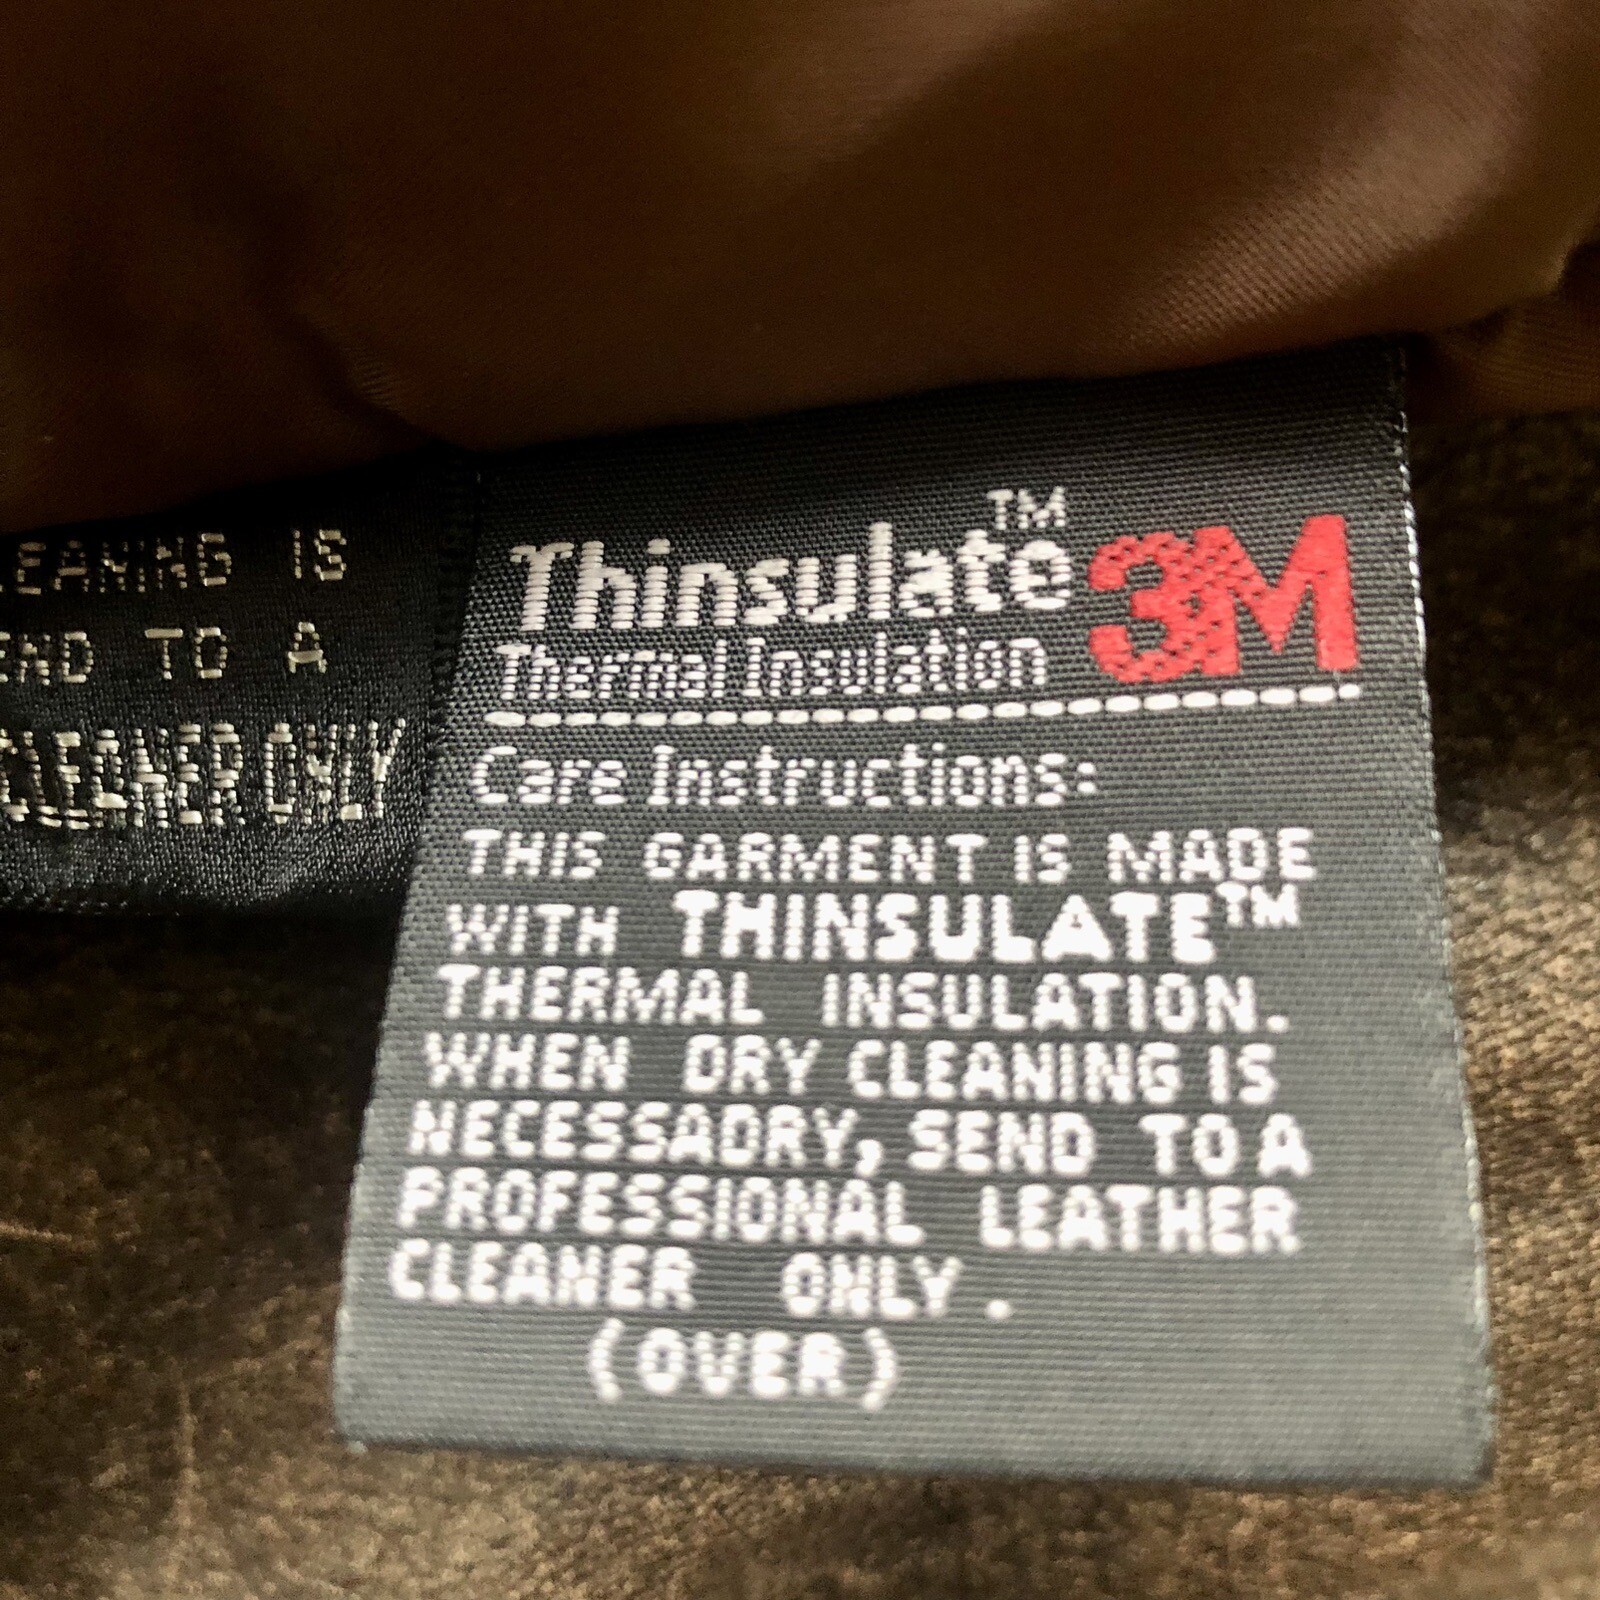 IS
TO A
CLEANER ONLY
Thinsulate™ 3M
Thermal Insulation
Care Instructions:
THIS GARMENT IS MADE
WITH THINSULATE™
THERMAL INSULATION.
WHEN DRY CLEANING IS
NECESSADRY, SEND TO A
PROFESSIONAL LEATHER
CLEANER ONLY.
(OVER)